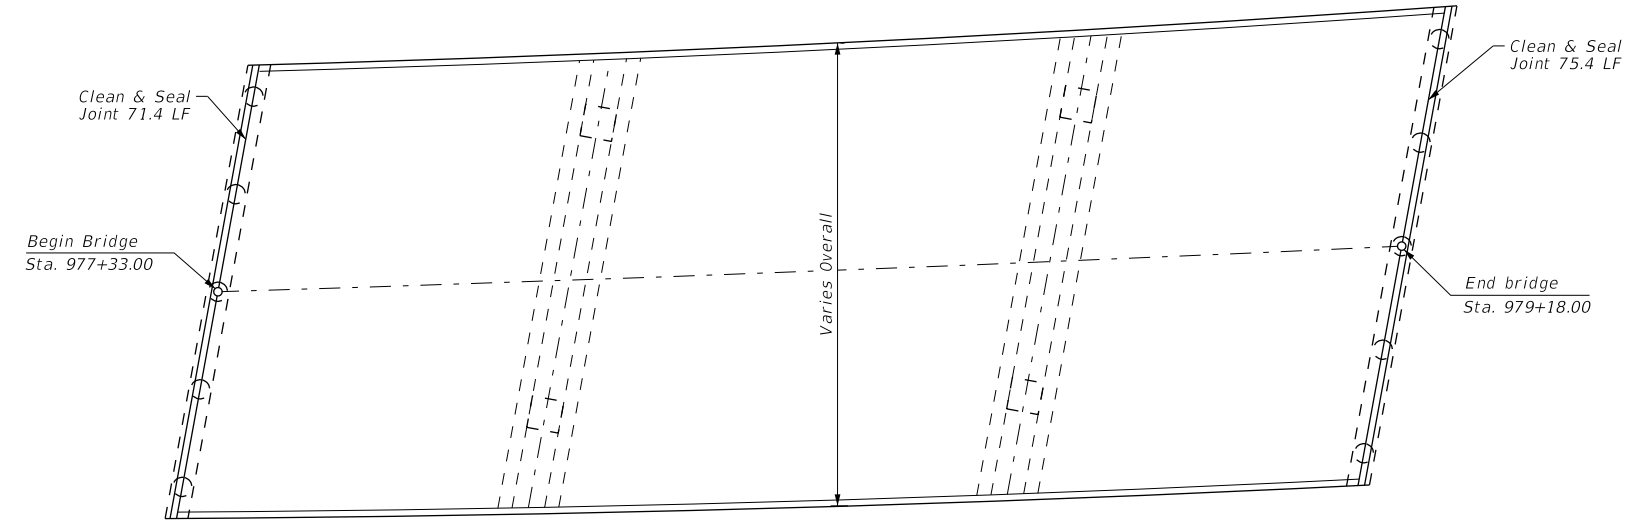 Clean & Seal
Joint 75.4 LF
Clean & Seal
Joint 71.4 LF
Varies Overall
Begin Bridge
Sta. 977+33.00
End bridge
Sta. 979+18.00